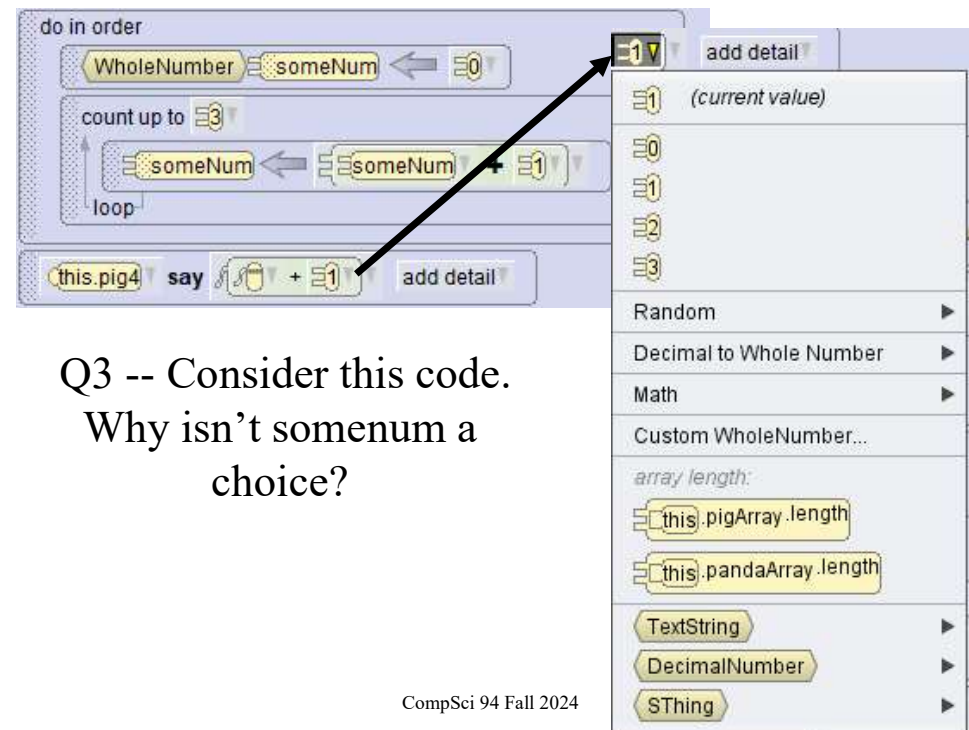 do in order
WholeNumber someNum 0
count up to 3
someNum someNum + 1
loop
this.pig4 say + 1 add detail
Q3 -- Consider this code.
Why isn’t somenum a
choice?
CompSci 94 Fall 2024
1 add detail
1 (current value)
0
1
2
3
Random
Decimal to Whole Number
Math
Custom WholeNumber...
array length:
this.pigArray.length
this.pandaArray.length
TextString
DecimalNumber
SThing